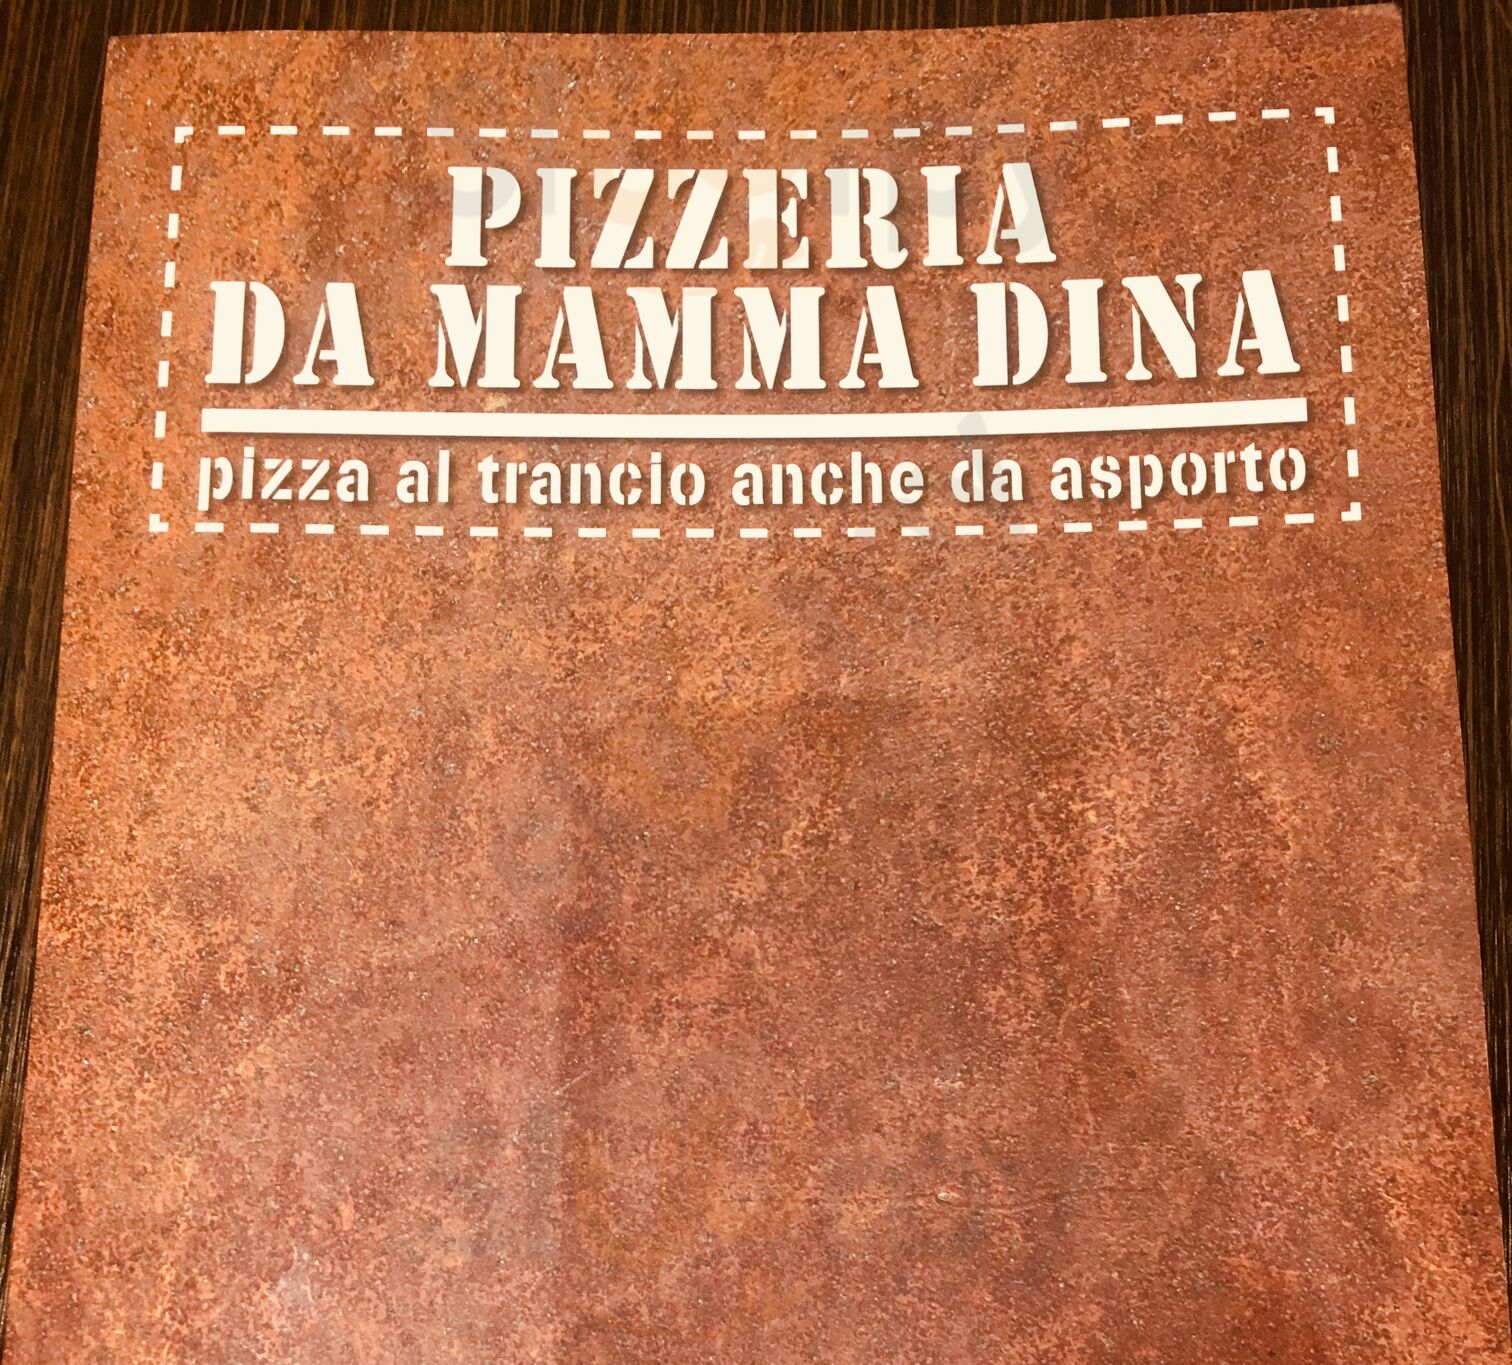 PIZZERIA
DA MAMMA DINA
pizza al trancio anche da asporto